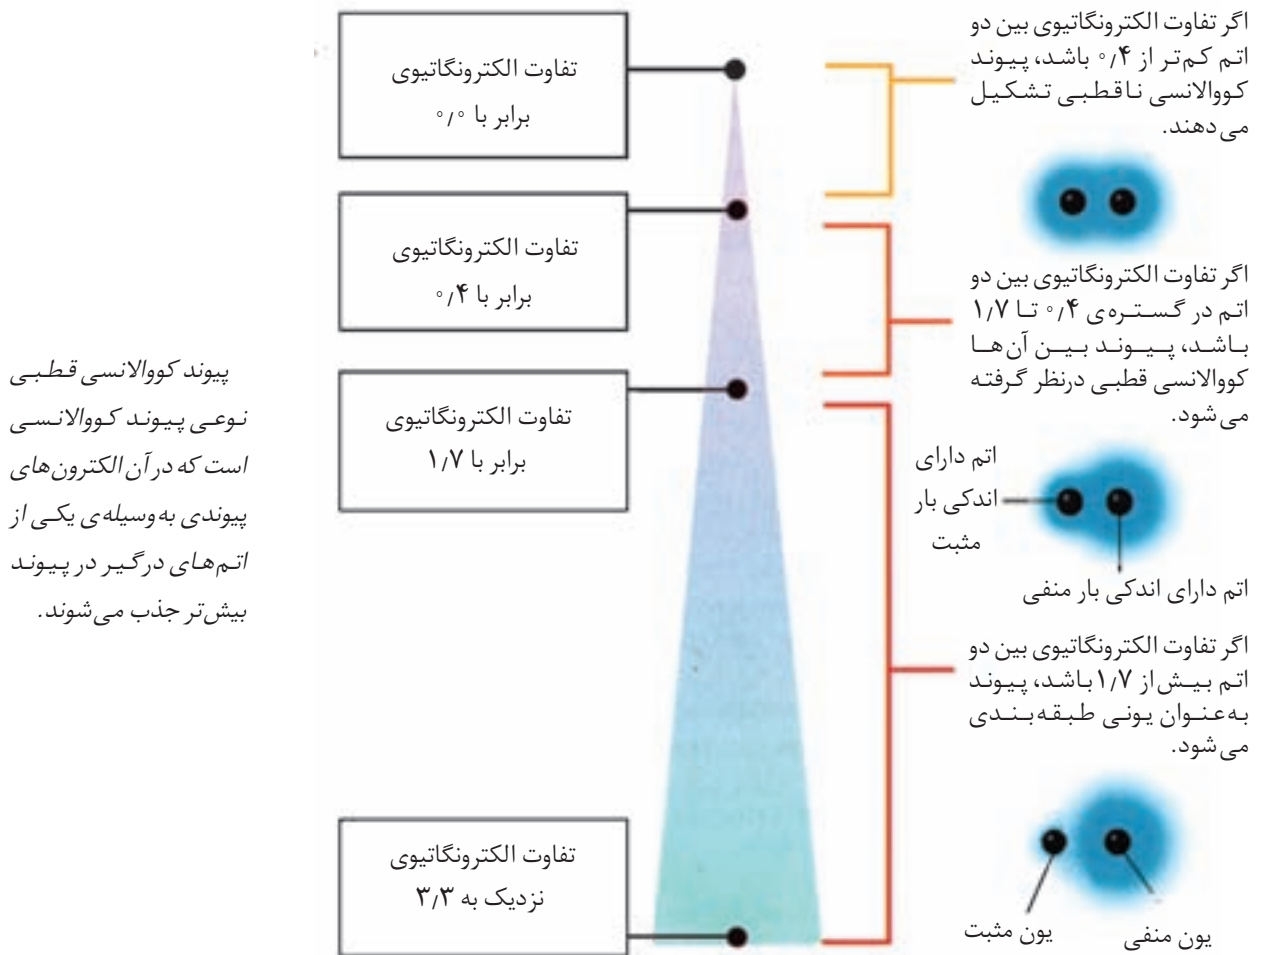 اگر تفاوت الکترونگاتیوی بین دو
اتم کم‌تر از ۰٫۴ باشد، پیوند
کووالانسی ناقطبی تشکیل
می‌دهند.
تفاوت الکترونگاتیوی
برابر با ۰٫۰
تفاوت الکترونگاتیوی
برابر با ۰٫۴
اگر تفاوت الکترونگاتیوی بین دو
اتم در گستره‌ی ۰٫۴ تا ۱٫۷
باشد، پیوند بین آن‌ها
کووالانسی قطبی درنظر گرفته
می‌شود.
تفاوت الکترونگاتیوی
برابر با ۱٫۷
اتم دارای
اندکی بار
مثبت
اتم دارای اندکی بار منفی
اگر تفاوت الکترونگاتیوی بین دو
اتم بیش‌از ۱٫۷ باشد، پیوند
به‌عنوان یونی طبقه‌بندی
می‌شود.
تفاوت الکترونگاتیوی
نزدیک به ۳٫۳
یون منفی
یون مثبت
پیوند کووالانسی قطبی
نوعی پیوند کووالانسی
است که در آن الکترون‌های
پیوندی به‌وسیله‌ی یکی از
اتم‌های درگیر در پیوند
بیش‌تر جذب می‌شوند.